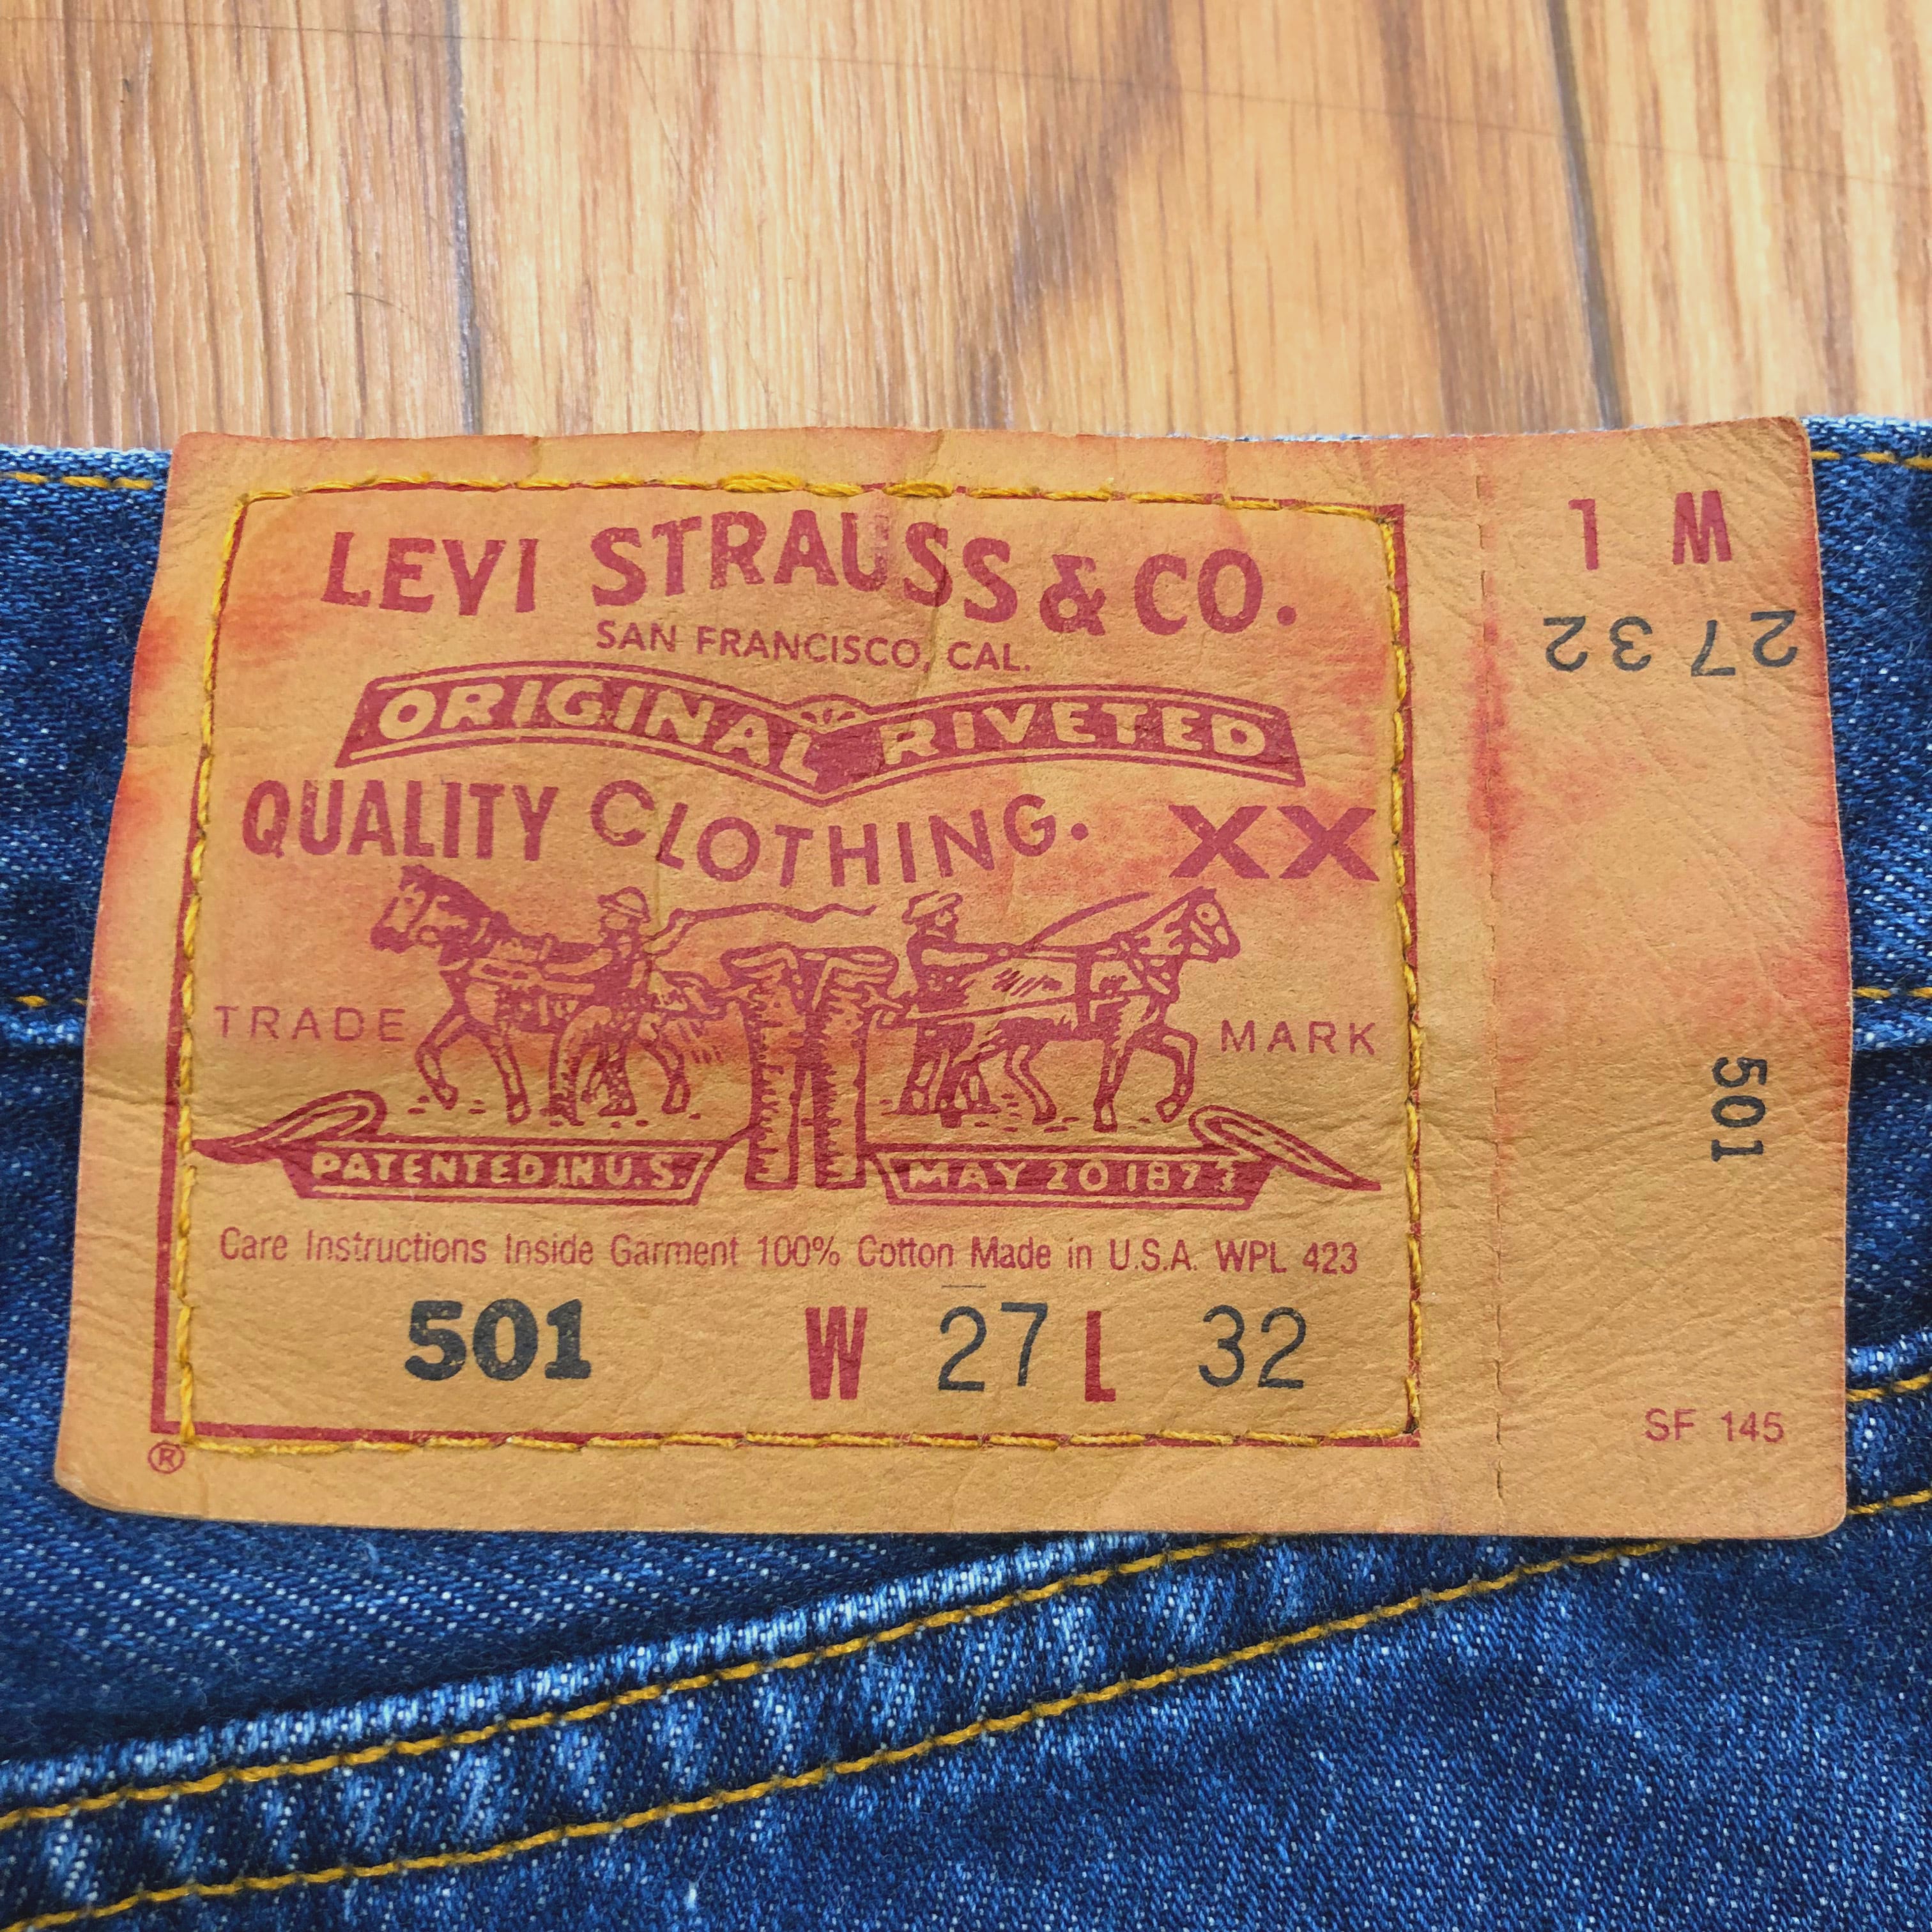 LEVI STRAUSS & CO.
SAN FRANCISCO, CAL.
ORIGINAL RIVETED
QUALITY CLOTHING. XX
TRADE MARK
PATENTED IN U.S. MAY 20 1873
Care Instructions Inside Garment 100% Cotton Made in U.S.A. WPL 423
501 W 27 L 32
®
W L
27 32
501
SF 145